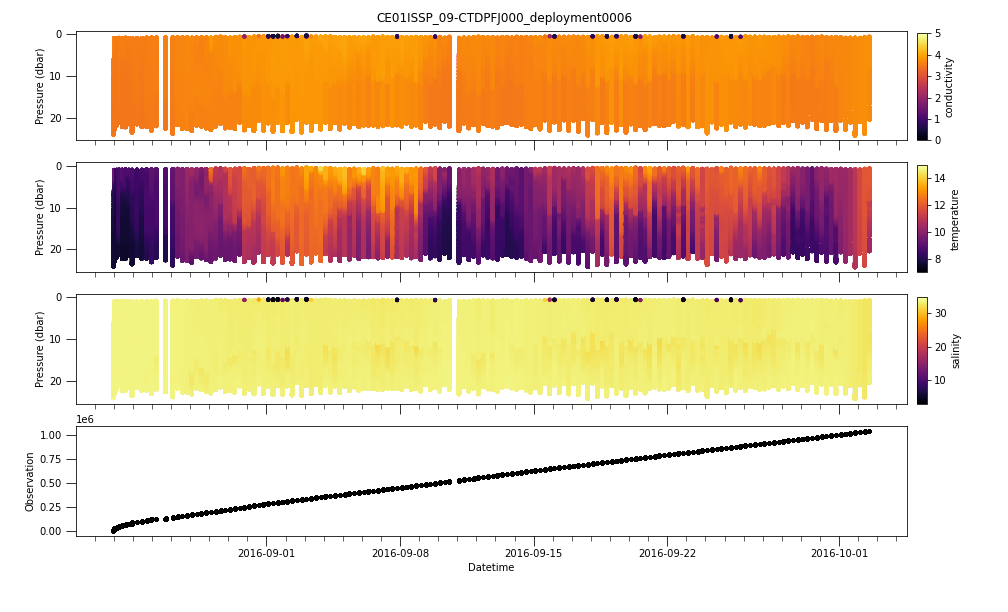 CE01ISSP_09-CTDPFJ000_deployment0006
0
10
20
Pressure (dbar)
5
4
3
2
1
0
conductivity
0
10
20
Pressure (dbar)
14
12
10
8
temperature
0
10
20
Pressure (dbar)
30
20
10
salinity
1e6
1.00
0.75
0.50
0.25
0.00
Observation
2016-09-01 2016-09-08 2016-09-15 2016-09-22 2016-10-01
Datetime